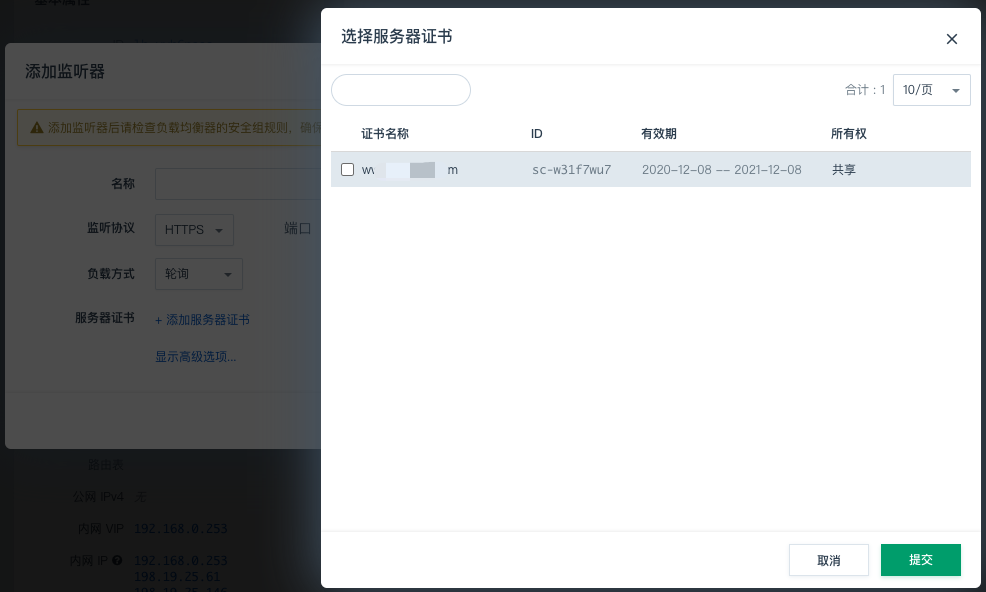 基本属性
添加监听器
添加监听器后请检查负载均衡器的安全组规则，确保
名称
监听协议
HTTPS
端口
负载方式
轮询
服务器证书
+ 添加服务器证书
显示高级选项...
路由器
公网 IPv4 无
内网 VIP 192.168.0.253
内网 IP 192.168.0.253
198.19.25.61
选择服务器证书
合计：1
10/页
证书名称 ID 有效期 所有权
m sc-w31f7wu7 2020-12-08 -- 2021-12-08 共享
取消
提交